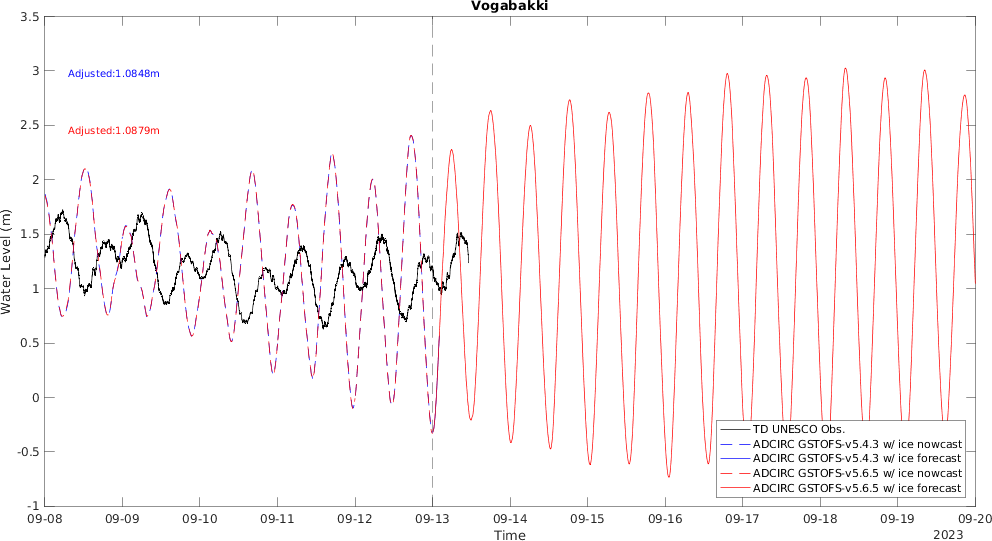 Vogabakki
3.5
3
2.5
2
1.5
1
0.5
0
-0.5
-1
Water Level (m)
Adjusted:1.0848m
Adjusted:1.0879m
TD UNESCO Obs.
ADCIRC GSTOFS-v5.4.3 w/ ice nowcast
ADCIRC GSTOFS-v5.4.3 w/ ice forecast
ADCIRC GSTOFS-v5.6.5 w/ ice nowcast
ADCIRC GSTOFS-v5.6.5 w/ ice forecast
09-08 09-09 09-10 09-11 09-12 09-13 09-14 09-15 09-16 09-17 09-18 09-19 09-20
Time
2023